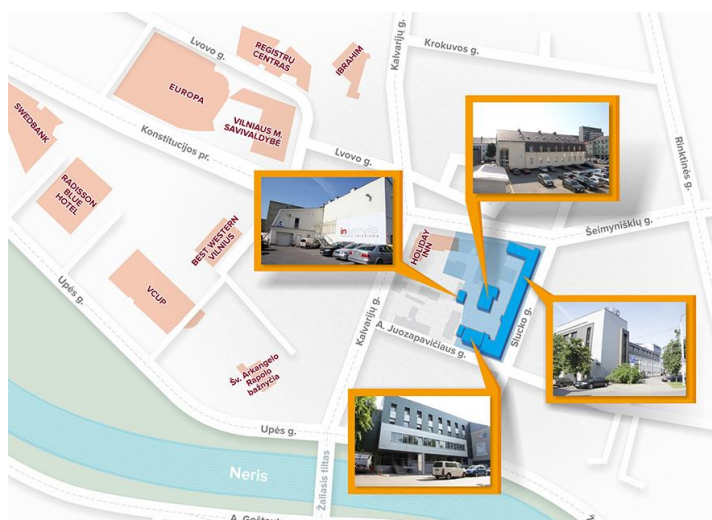 Lvovo g.
REGISTRŲ
CENTRAS
IBRAHIM
Kalvarijų g.
Krokuvos g.
EUROPA
VILNIAUS M.
SAVIVALDYBĖ
SWEDBANK
Konstitucijos pr.
Lvovo g.
Rinktinės g.
RADISSON
BLUE
HOTEL
BEST WESTERN
VILNIUS
in
HOLIDAY
INN
Šeimyniškių g.
Upės g.
VCUP
Kalvarijų g.
A. Juozapavičiaus g.
Slucko g.
Šv. Arkangelo
Rapolo
bažnyčia
Upės g.
Neris
Žaliasis tiltas